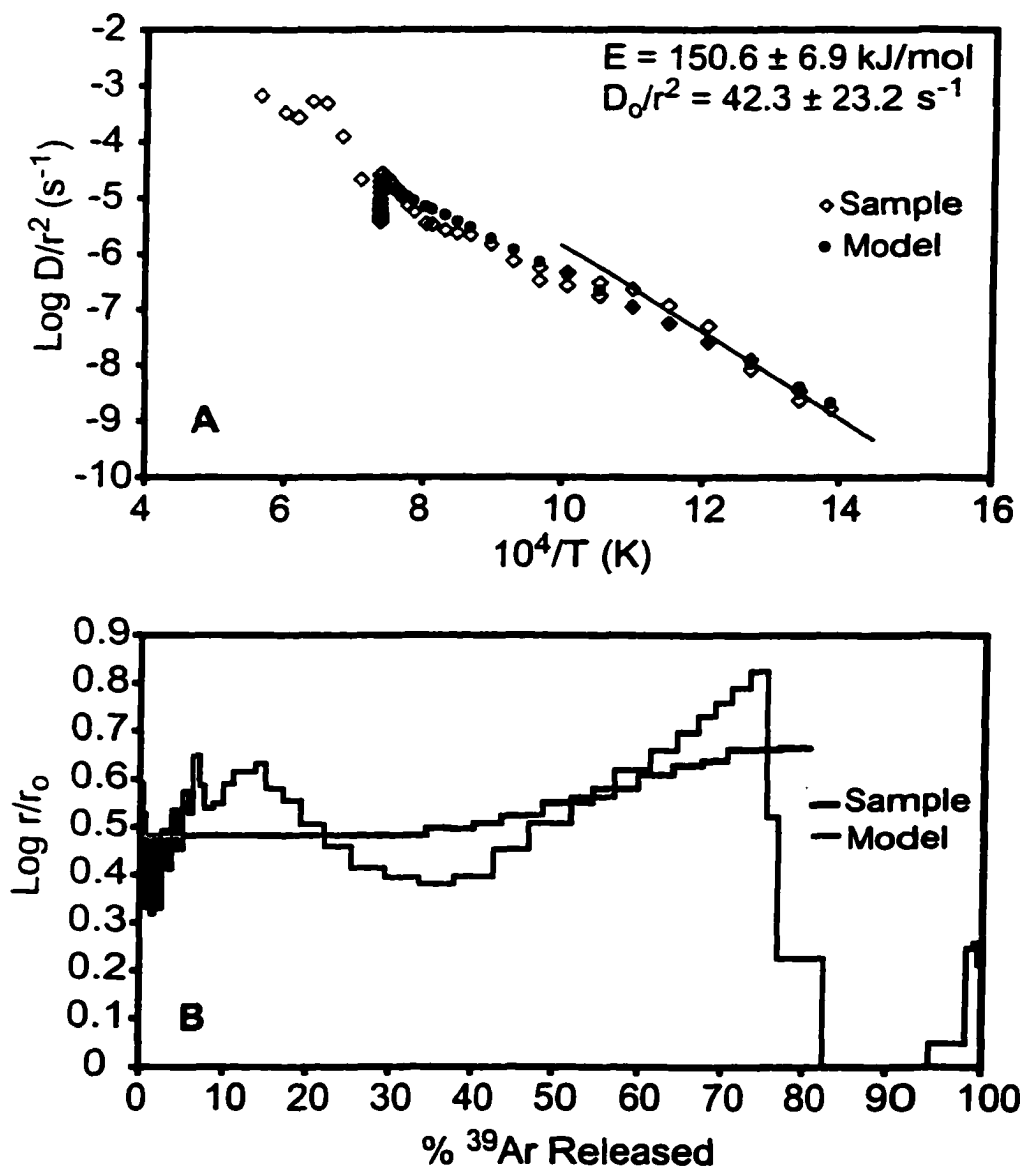 -2
-3
-4
-5
-6
-7
-8
-9
-10
Log D/r² (s⁻¹)
E = 150.6 ± 6.9 kJ/mol
Dₒ/r² = 42.3 ± 23.2 s⁻¹
Sample
Model
A
4 6 8 10 12 14 16
10⁴/T (K)
0.9
0.8
0.7
0.6
0.5
0.4
0.3
0.2
0.1
0
Log r/rₒ
Sample
Model
B
0 10 20 30 40 50 60 70 80 90 100
% ³⁹Ar Released